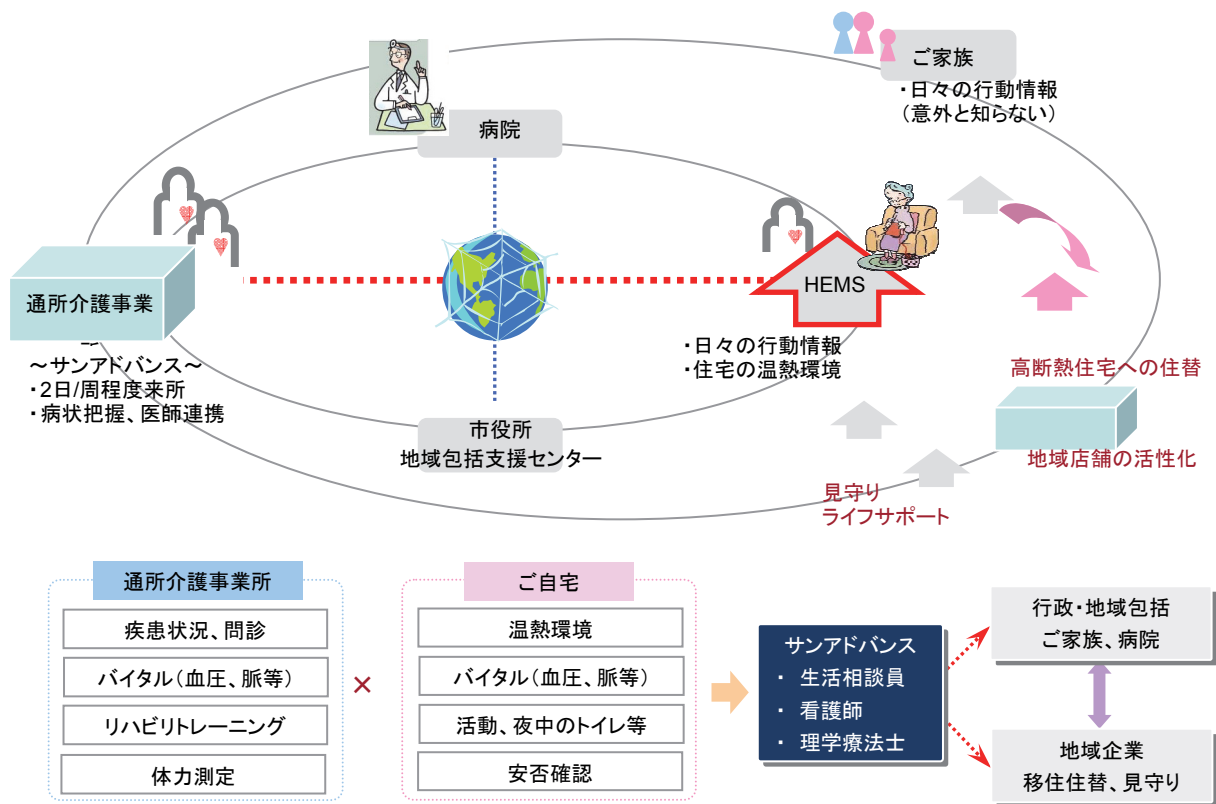 ご家族
・日々の行動情報
（意外と知らない）
病院
HEMS
通所介護事業
～サンアドバンス～
・2日/周程度来所
・病状把握、医師連携
・日々の行動情報
・住宅の温熱環境
高断熱住宅への住替
市役所
地域包括支援センター
地域店舗の活性化
見守り
ライフサポート
通所介護事業所
疾患状況、問診
バイタル（血圧、脈等）
リハビリトレーニング
体力測定
×
ご自宅
温熱環境
バイタル（血圧、脈等）
活動、夜中のトイレ等
安否確認
サンアドバンス
・ 生活相談員
・ 看護師
・ 理学療法士
行政・地域包括
ご家族、病院
地域企業
移住住替、見守り